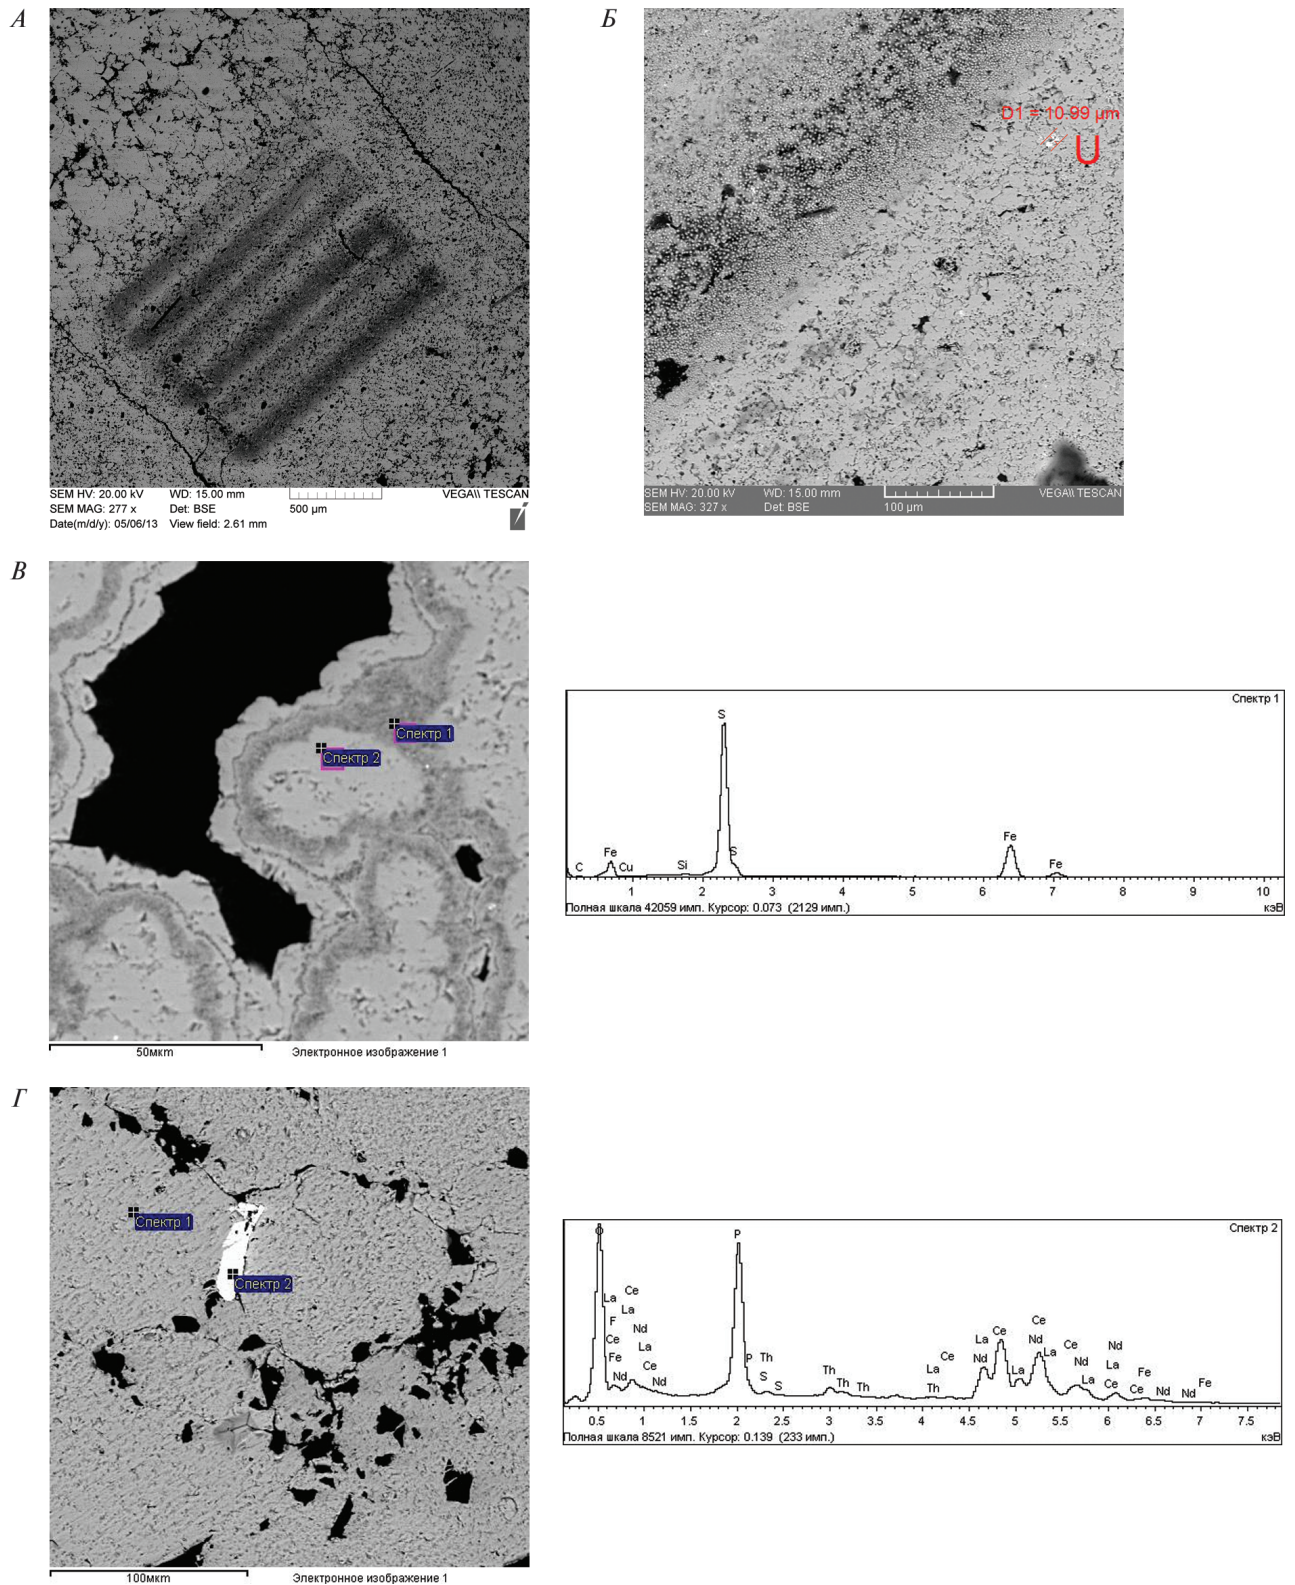 А
Б
D1 = 10.99 µm
U
SEM HV: 20.00 kV WD: 15.00 mm VEGA\\ TESCAN
SEM MAG: 277 x Det: BSE 500 µm
Date(m/d/y): 05/06/13 View field: 2.61 mm
SEM HV: 20.00 kV WD: 15.00 mm VEGA\\ TESCAN
SEM MAG: 327 x Det: BSE 100 µm
В
Спектр 1
Спектр 2
50мкm Электронное изображение 1
Спектр 1
S
Fe
Fe
S
C
Cu
Si
Fe
1 2 3 4 5 6 7 8 9 10
Полная шкала 42059 имп. Курсор: 0.073 (2129 имп.) кэВ
Г
Спектр 1
Спектр 2
100мкm Электронное изображение 1
Спектр 2
O
P
La Ce
F La
Ce Nd
Fe La
Nd Ce
Nd
P Th
S
S
Th
Th Th
La Ce
Th
La Ce
Nd
La
Ce
Nd La
Ce
Nd
La
Nd
La
Ce
Fe
Ce
Nd
Nd
Fe
0.5 1 1.5 2 2.5 3 3.5 4 4.5 5 5.5 6 6.5 7 7.5
Полная шкала 8521 имп. Курсор: 0.139 (233 имп.) кэВ